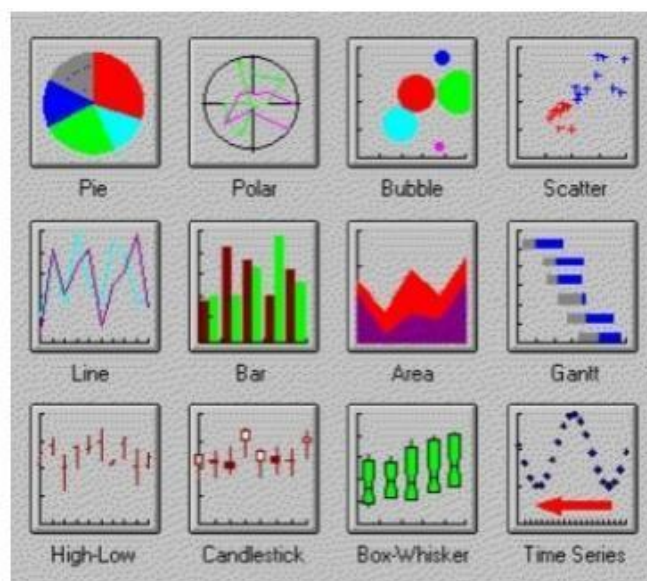 Pie Polar Bubble Scatter
Line Bar Area Gantt
High-Low Candlestick Box-Whisker Time Series